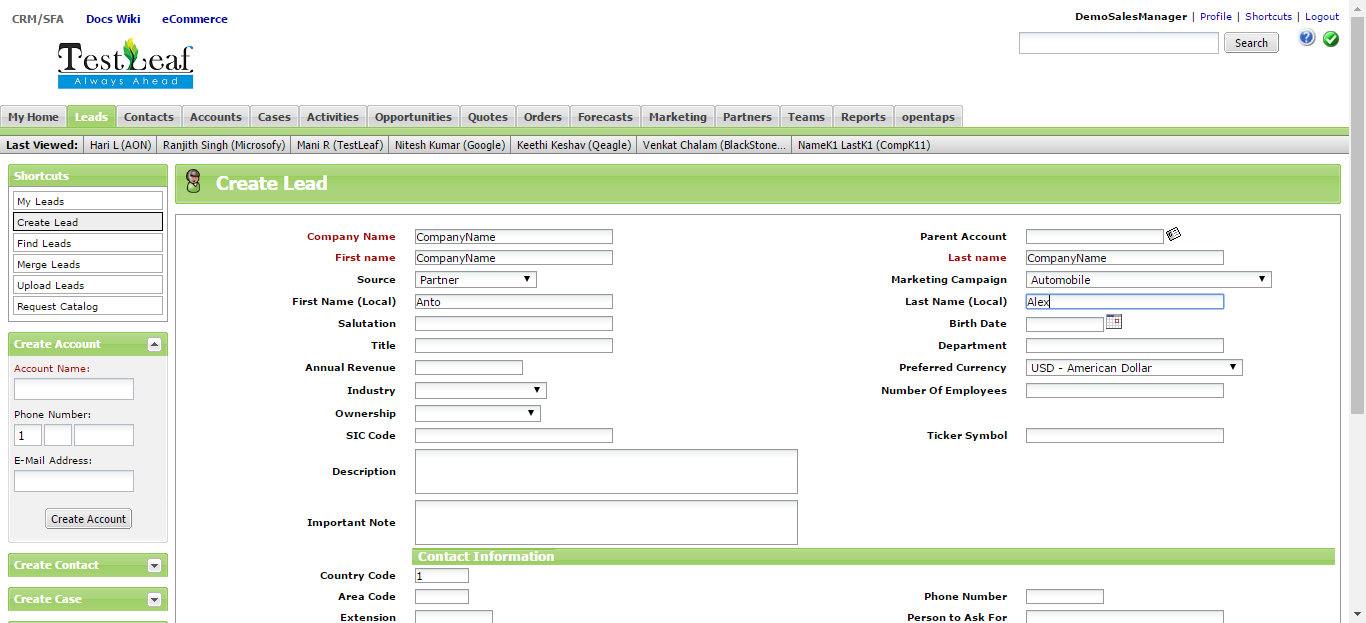 CRM/SFA Docs Wiki eCommerce
DemoSalesManager | Profile | Shortcuts | Logout
TestLeaf
Always Ahead
Search
My Home Leads Contacts Accounts Cases Activities Opportunities Quotes Orders Forecasts Marketing Partners Teams Reports opentaps
Last Viewed: Hari L (AON) Ranjith Singh (Microsofy) Mani R (TestLeaf) Nitesh Kumar (Google) Keethi Keshav (Qeagle) Venkat Chalam (BlackStone... NameK1 LastK1 (CompK11)
Shortcuts
My Leads
Create Lead
Find Leads
Merge Leads
Upload Leads
Request Catalog
Create Account
Account Name:
Phone Number:
1
E-Mail Address:
Create Account
Create Contact
Create Case
Create Lead
Company Name CompanyName Parent Account
First name CompanyName Last name CompanyName
Source Partner Marketing Campaign Automobile
First Name (Local) Anto Last Name (Local) Alex
Salutation Birth Date
Title Department
Annual Revenue Preferred Currency USD - American Dollar
Industry Number Of Employees
Ownership
SIC Code Ticker Symbol
Description
Important Note
Contact Information
Country Code 1
Area Code Phone Number
Extension Person to Ask For